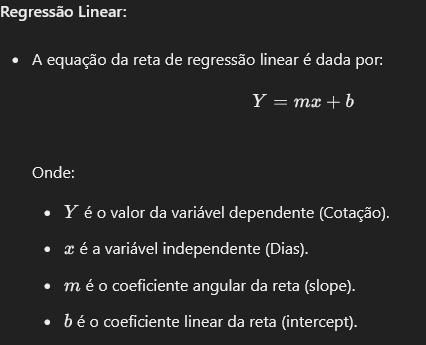 Regressão Linear:
• A equação da reta de regressão linear é dada por:
Y = mx + b
Onde:
• Y é o valor da variável dependente (Cotação).
• x é a variável independente (Dias).
• m é o coeficiente angular da reta (slope).
• b é o coeficiente linear da reta (intercept).